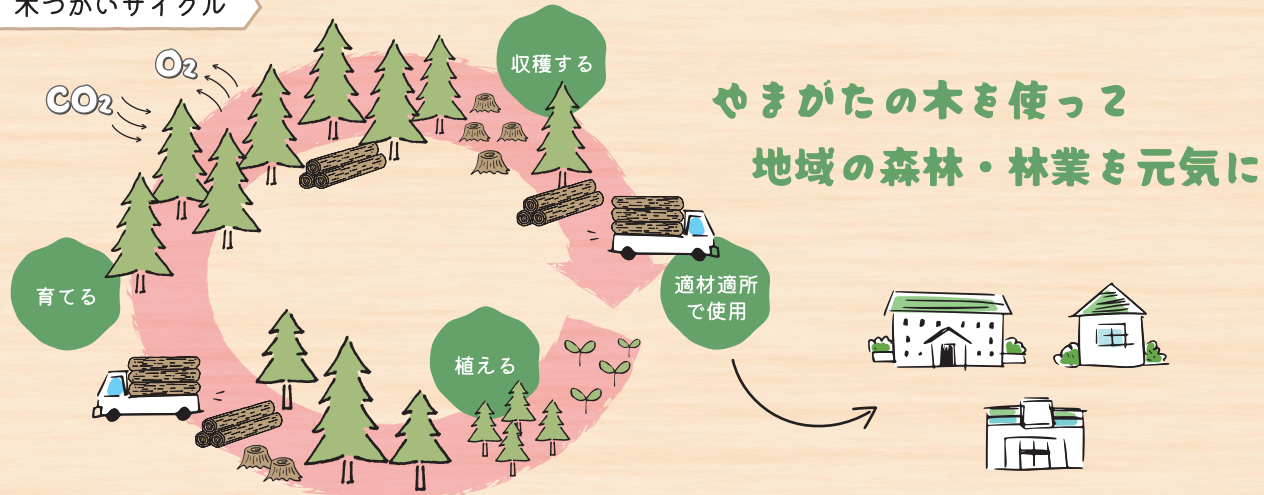 木づかいサイクル
O2
CO2
収穫する
やまがたの木を使って
地域の森林・林業を元気に
適材適所
で使用
育てる
植える